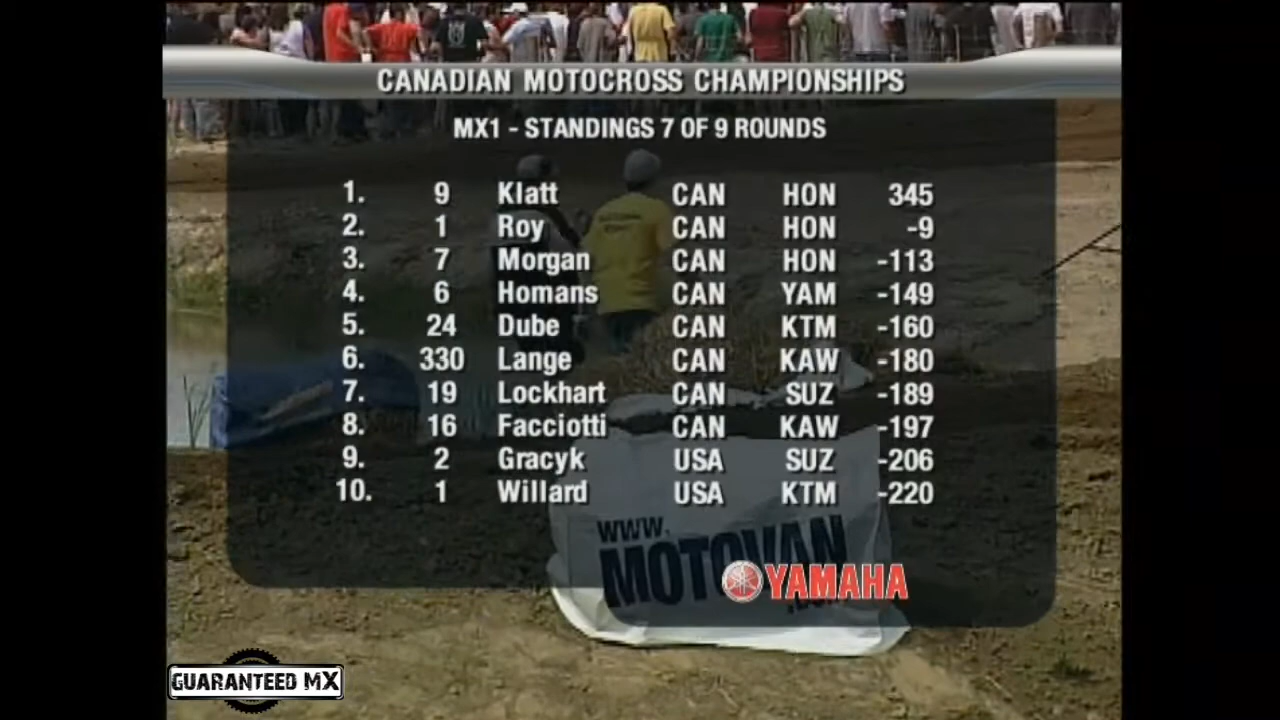 CANADIAN MOTOCROSS CHAMPIONSHIPS
MX1 - STANDINGS 7 OF 9 ROUNDS
1. 9 Klatt CAN HON 345
2. 1 Roy CAN HON -9
3. 7 Morgan CAN HON -113
4. 6 Homans CAN YAM -149
5. 24 Dube CAN KTM -160
6. 330 Lange CAN KAW -180
7. 19 Lockhart CAN SUZ -189
8. 16 Facciotti CAN KAW -197
9. 2 Gracyk USA SUZ -206
10. 1 Willard USA KTM -220
WWW.
MOTOVAN
YAMAHA
GUARANTEED MX